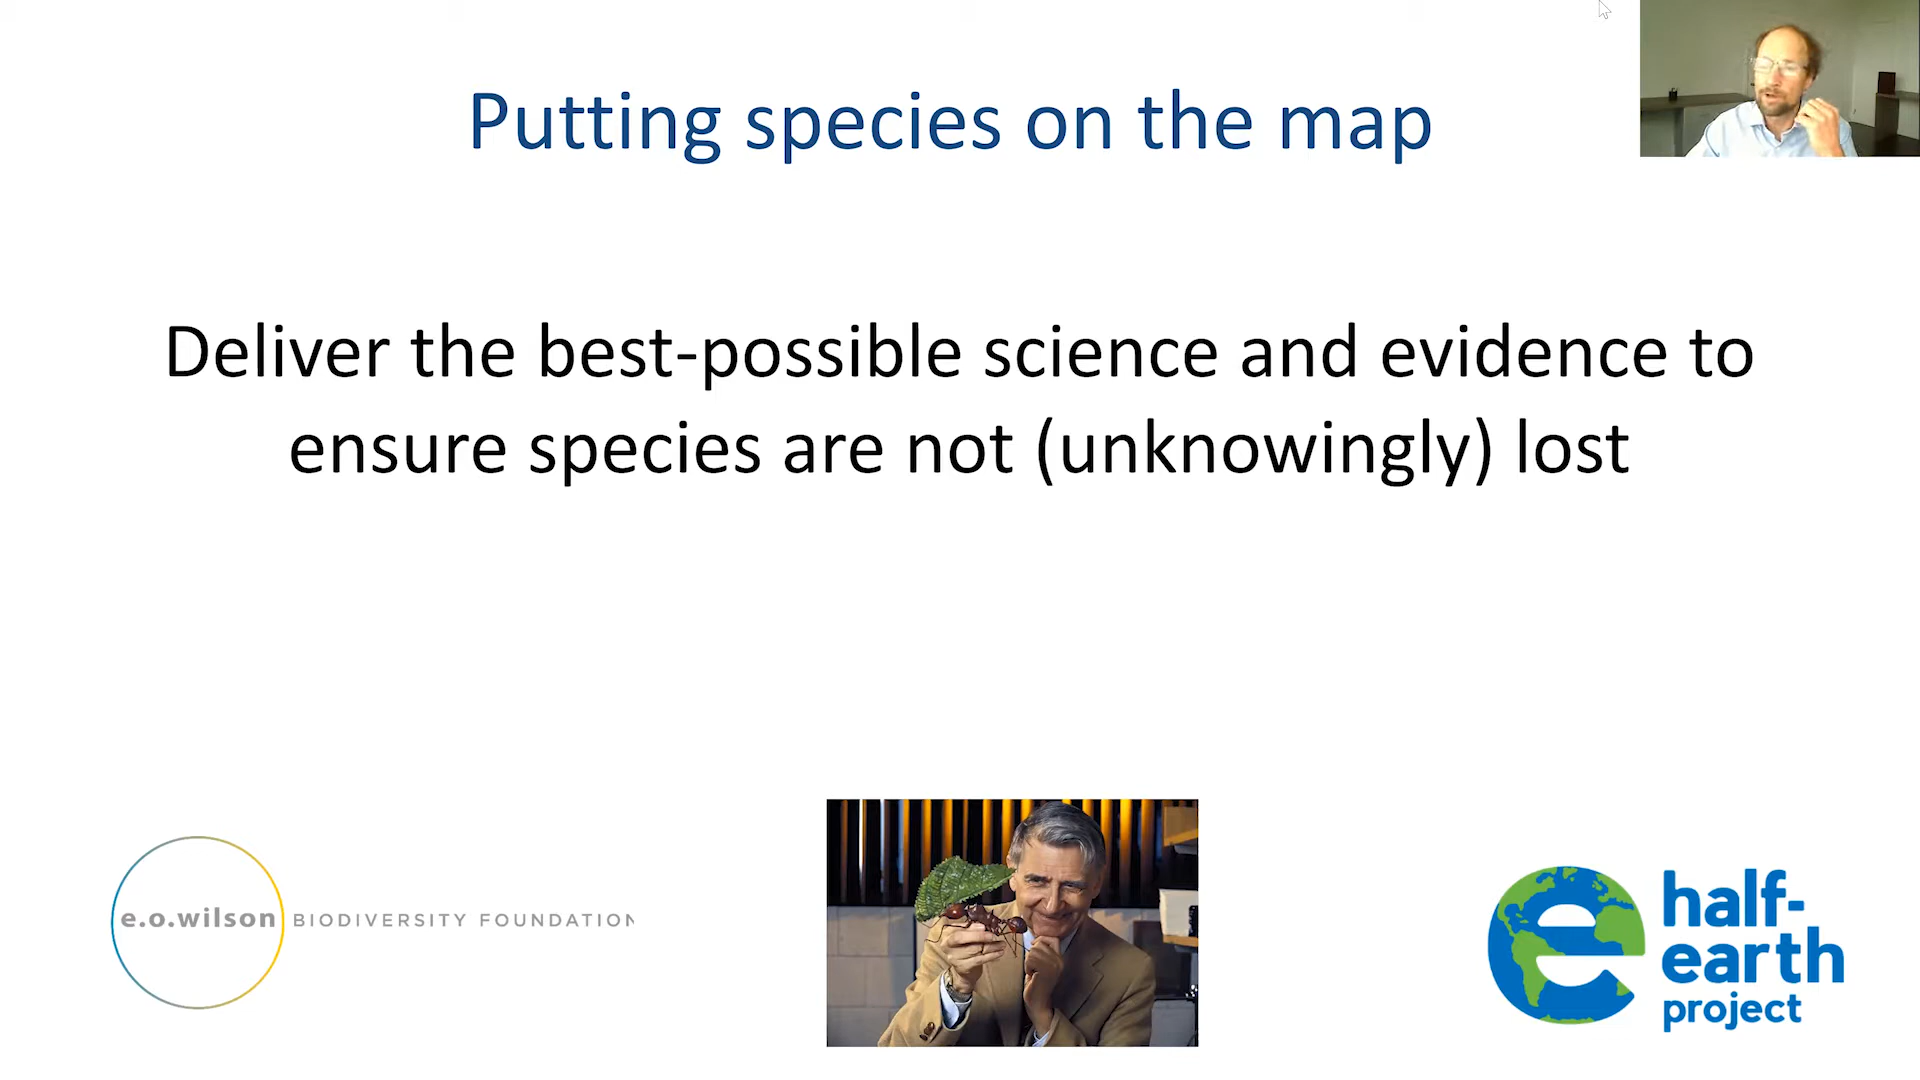 Putting species on the map
Deliver the best-possible science and evidence to
ensure species are not (unknowingly) lost
e.o.wilson BIODIVERSITY FOUNDATION
half-
earth
project